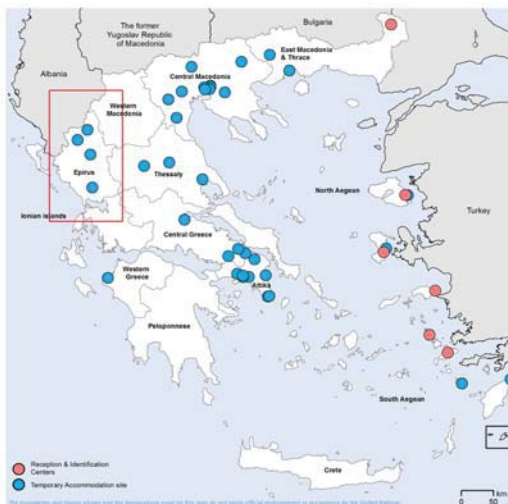 The former
Yugoslav Republic
of Macedonia
Bulgaria
Albania
East Macedonia
& Thrace
Central Macedonia
Western
Macedonia
Epirus
Thessaly
North Aegean
Turkey
Ionian islands
Central Greece
Western
Greece
Attika
Peloponnese
South Aegean
Crete
Reception & Identification
Centers
Temporary Accommodation site
km
0
50